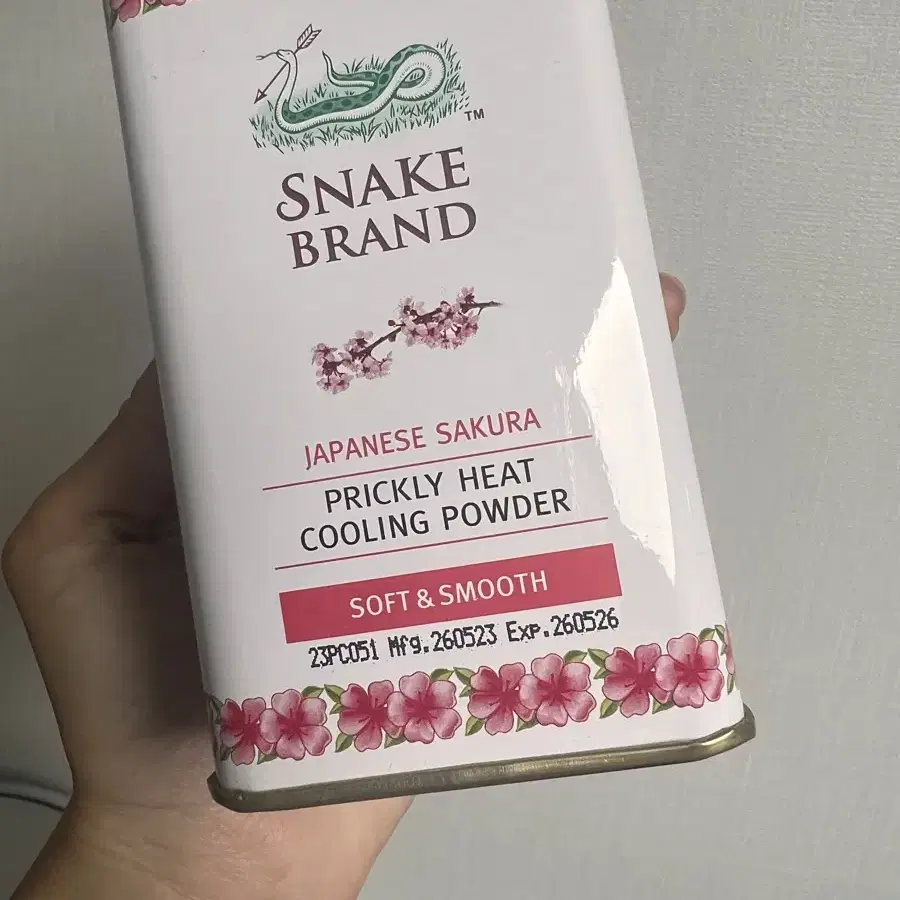 TM
SNAKE
BRAND
JAPANESE SAKURA
PRICKLY HEAT
COOLING POWDER
SOFT & SMOOTH
23PC051 Mfg.260523 Exp.260526